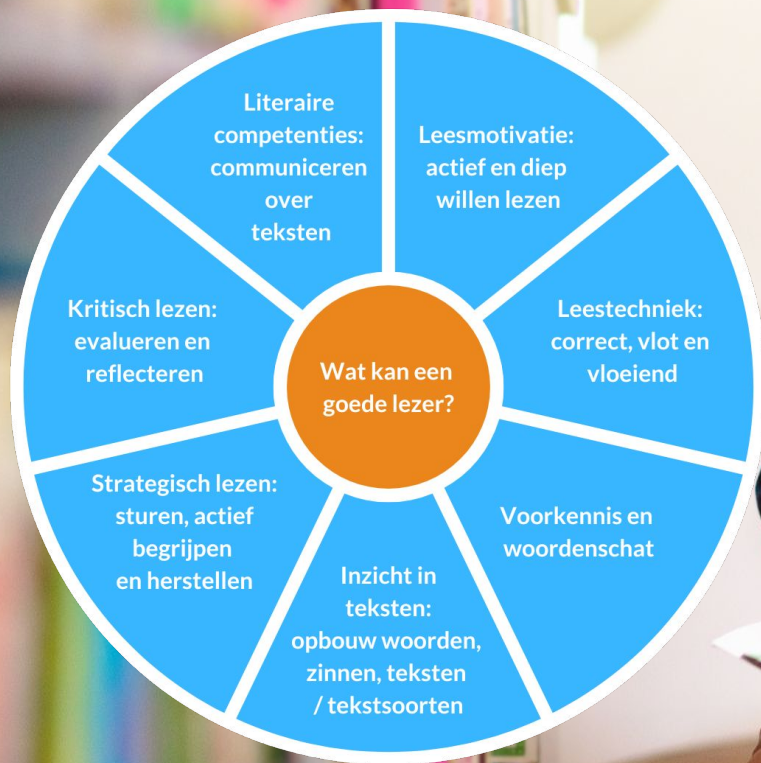 Wat kan een
goede lezer?
Leesmotivatie:
actief en diep
willen lezen
Leestechniek:
correct, vlot en
vloeiend
Voorkennis en
woordenschat
Inzicht in
teksten:
opbouw woorden,
zinnen, teksten
/ tekstsoorten
Strategisch lezen:
sturen, actief
begrijpen
en herstellen
Kritisch lezen:
evalueren en
reflecteren
Literaire
competenties:
communiceren
over
teksten